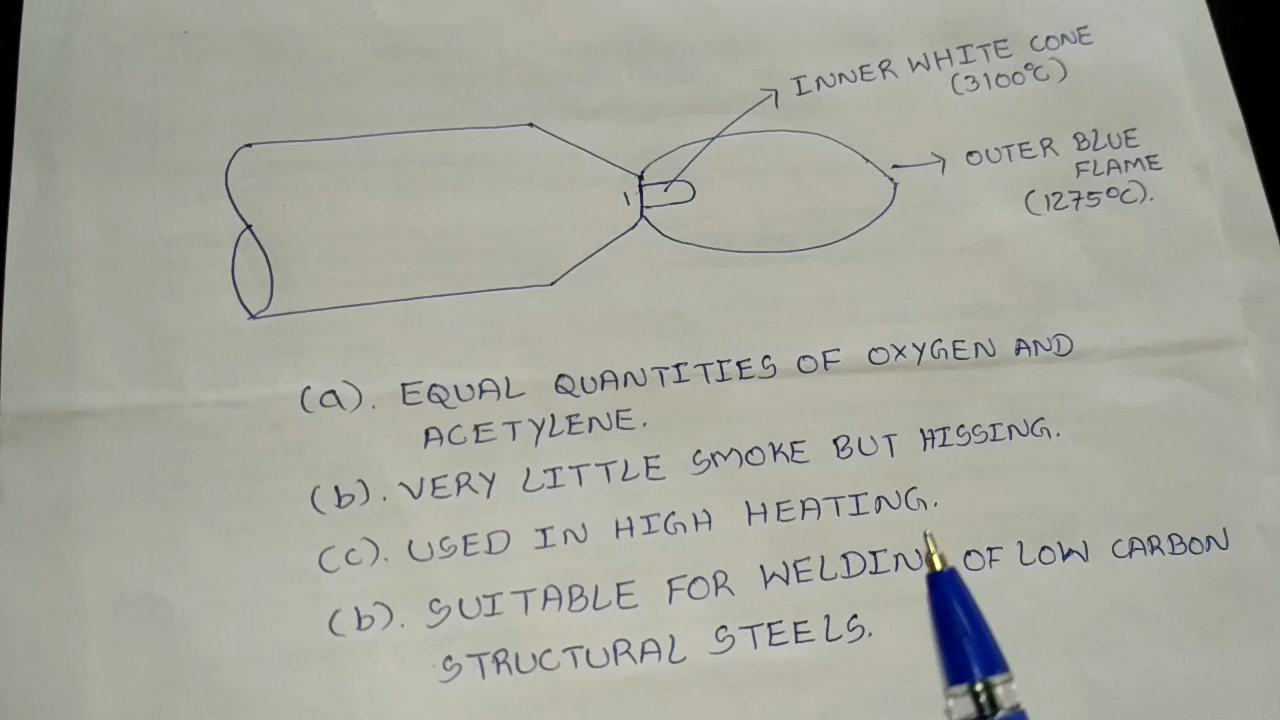 INNER WHITE CONE
(3100°C)
OUTER BLUE
FLAME
(1275°C).
(a). EQUAL QUANTITIES OF OXYGEN AND
ACETYLENE.
(b). VERY LITTLE SMOKE BUT HISSING.
(c). USED IN HIGH HEATING.
(b). SUITABLE FOR WELDING OF LOW CARBON
STRUCTURAL STEELS.